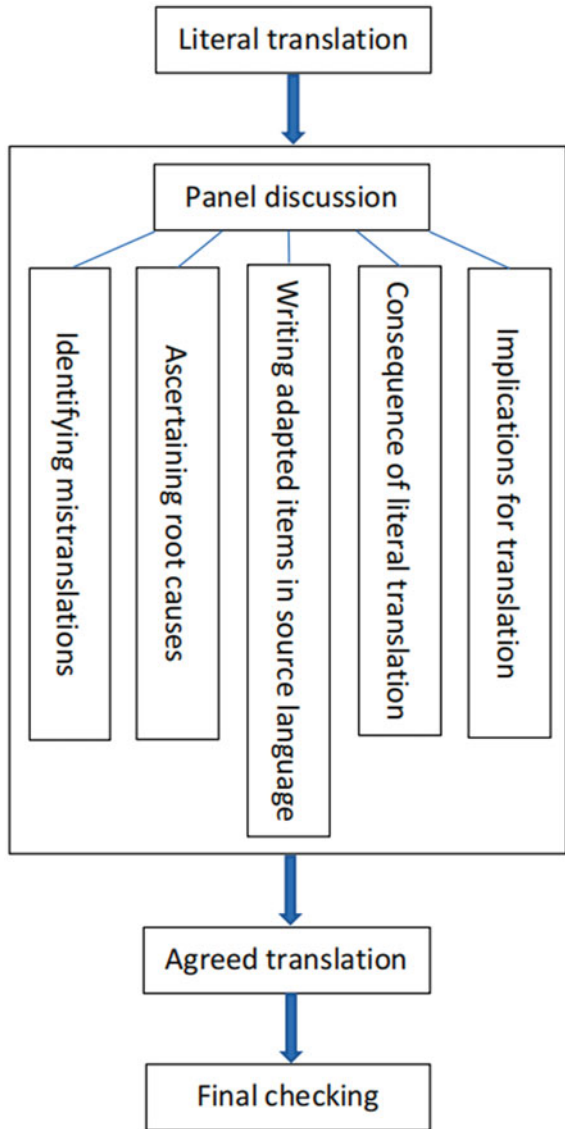 Literal translation
Panel discussion
Identifying mistranslations
Ascertaining root causes
Writing adapted items in source language
Consequence of literal translation
Implications for translation
Agreed translation
Final checking